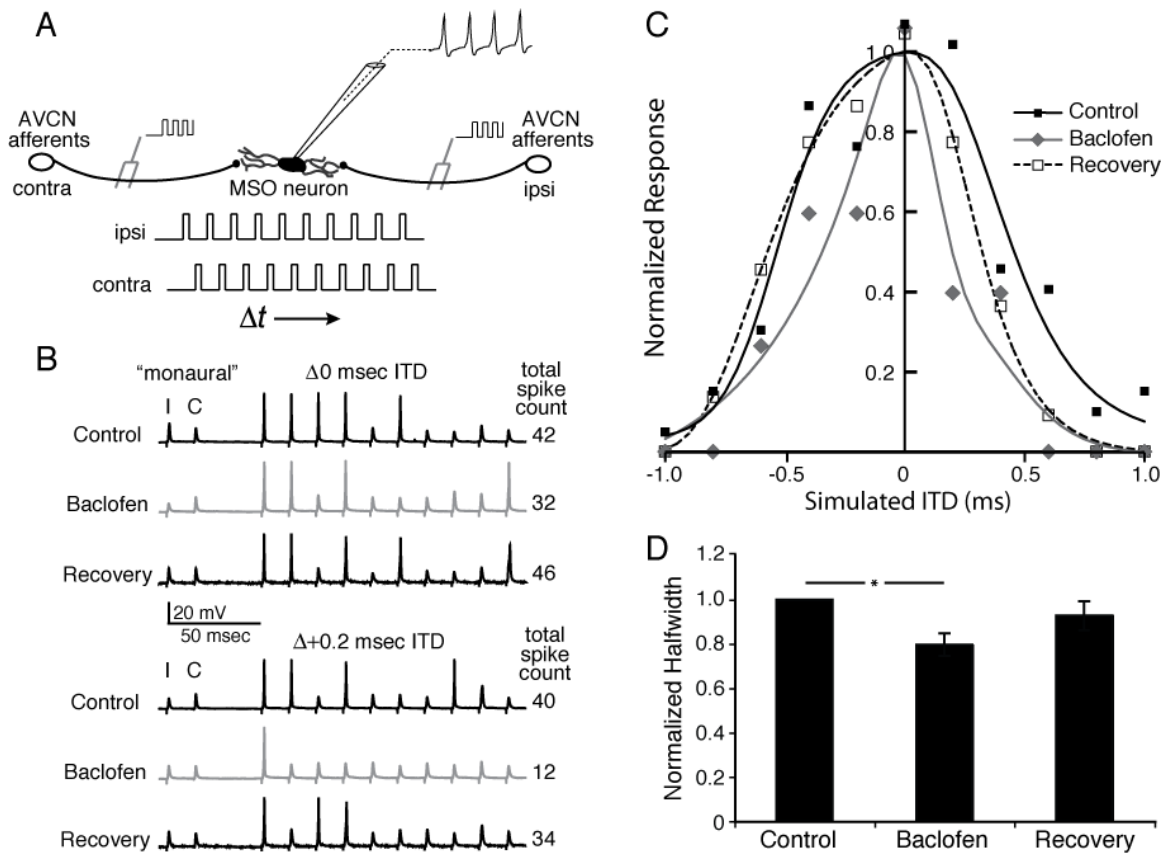 A
AVCN
afferents
contra
MSO neuron
AVCN
afferents
ipsi
ipsi
contra
Δt
B
"monaural"
Δ0 msec ITD
total
spike
count
I C
Control
42
Baclofen
32
Recovery
46
20 mV
50 msec
Δ+0.2 msec ITD
total
spike
count
I C
Control
40
Baclofen
12
Recovery
34
C
Normalized Response
1.0
0.8
0.6
0.4
0.2
Control
Baclofen
Recovery
-1.0 -0.5 0 0.5 1.0
Simulated ITD (ms)
D
Normalized Halfwidth
1.2
1.0
0.8
0.6
0.4
0.2
0
*
Control Baclofen Recovery